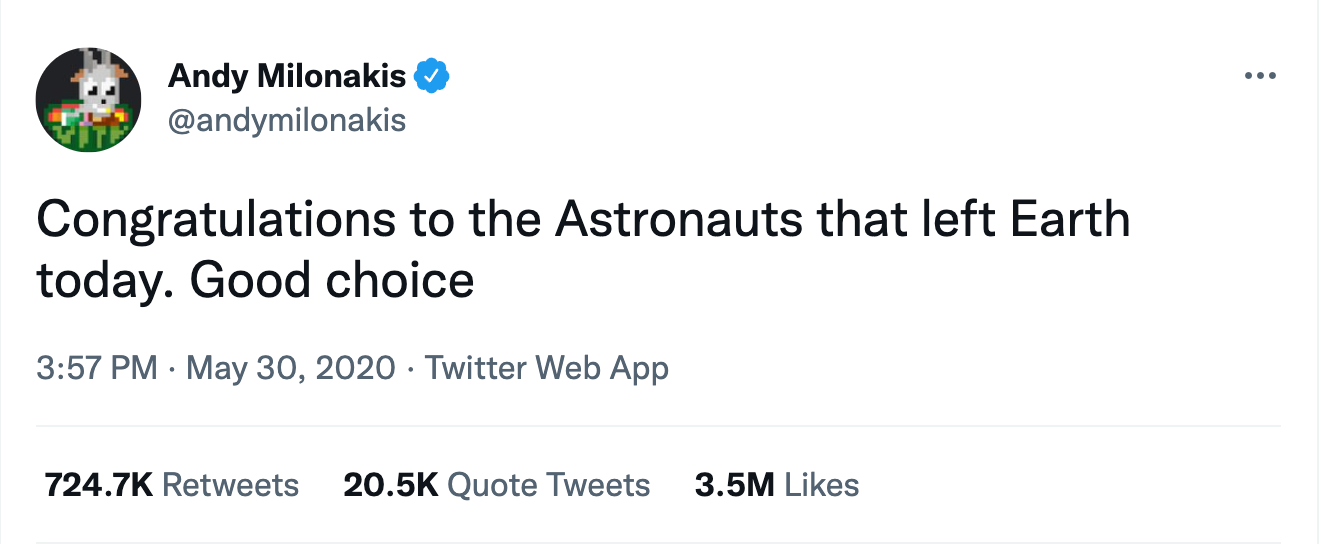 Andy Milonakis
@andymilonakis
Congratulations to the Astronauts that left Earth
today. Good choice
3:57 PM · May 30, 2020 · Twitter Web App
724.7K Retweets 20.5K Quote Tweets 3.5M Likes